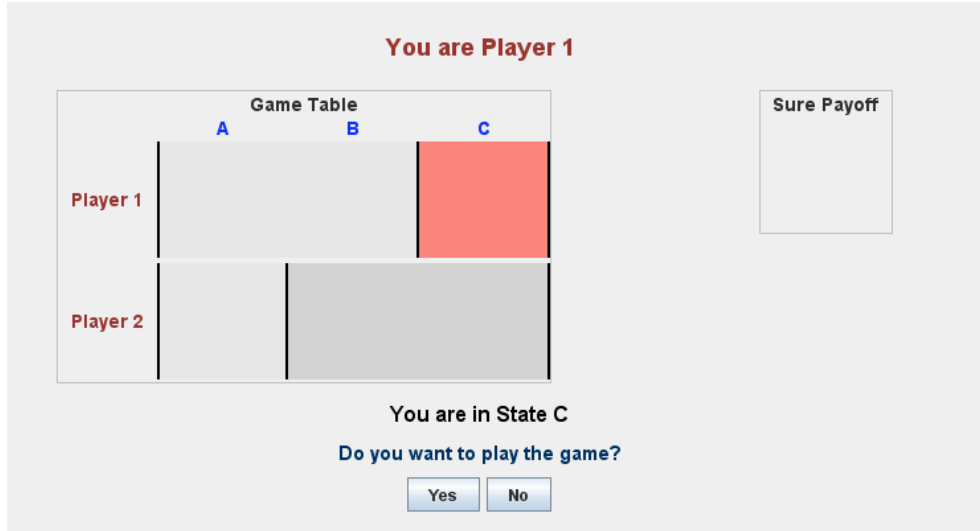 You are Player 1
Game Table
Sure Payoff
A B C
Player 1
Player 2
You are in State C
Do you want to play the game?
Yes No